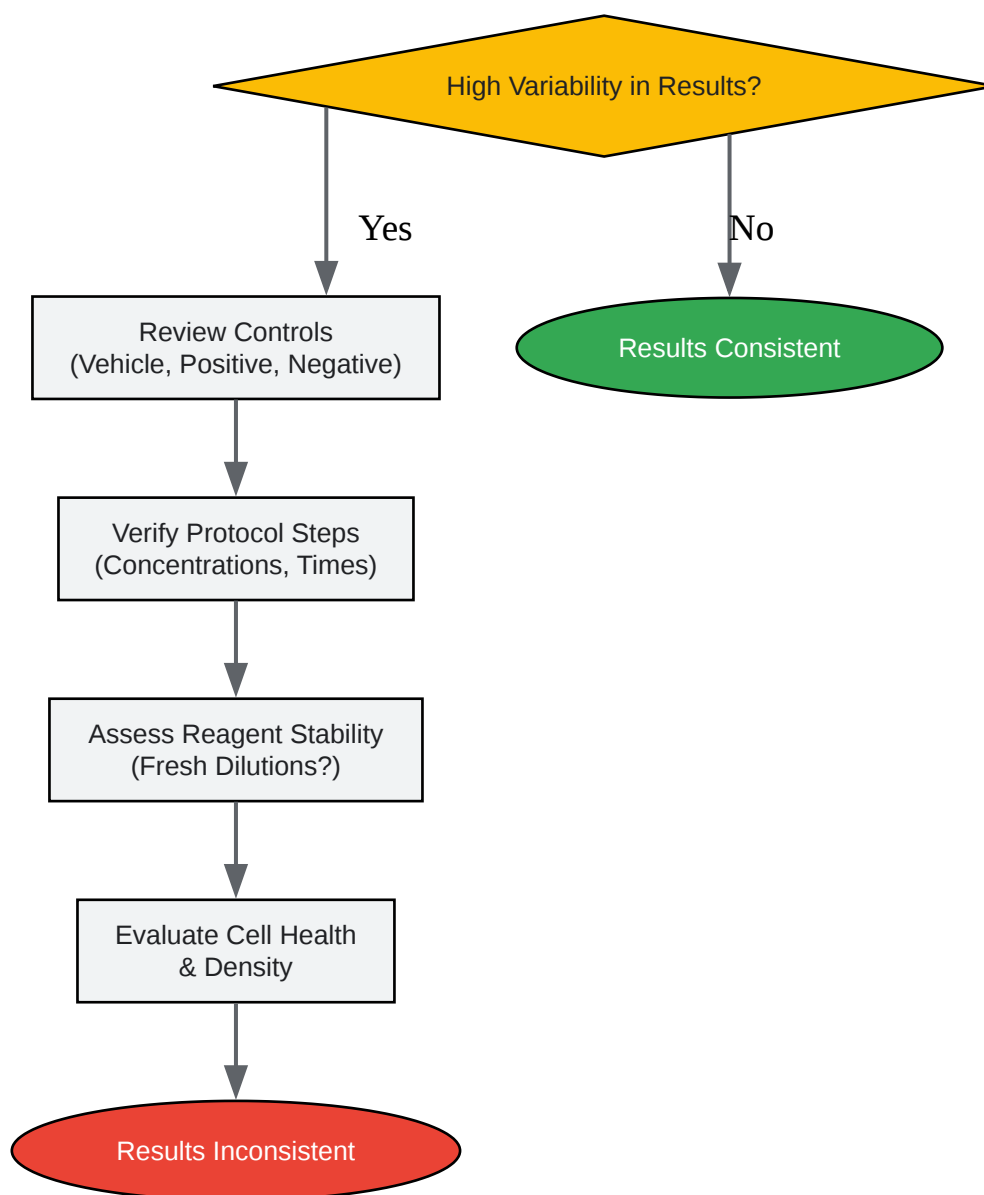 High Variability in Results?
Yes
No
Review Controls
(Vehicle, Positive, Negative)
Results Consistent
Verify Protocol Steps
(Concentrations, Times)
Assess Reagent Stability
(Fresh Dilutions?)
Evaluate Cell Health
& Density
Results Inconsistent